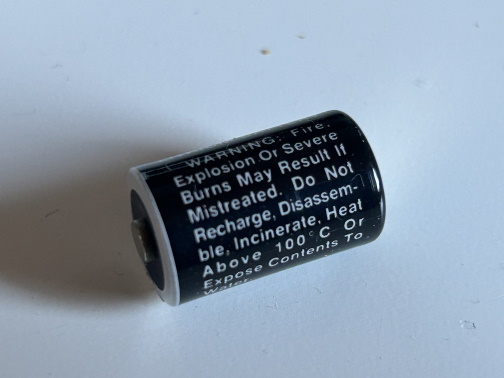 WARNING: Fire,
Explosion Or Severe
Burns May Result If
Mistreated. Do Not
Recharge, Disassem-
ble, Incinerate, Heat
Above 100°C Or
Expose Contents To
Water.